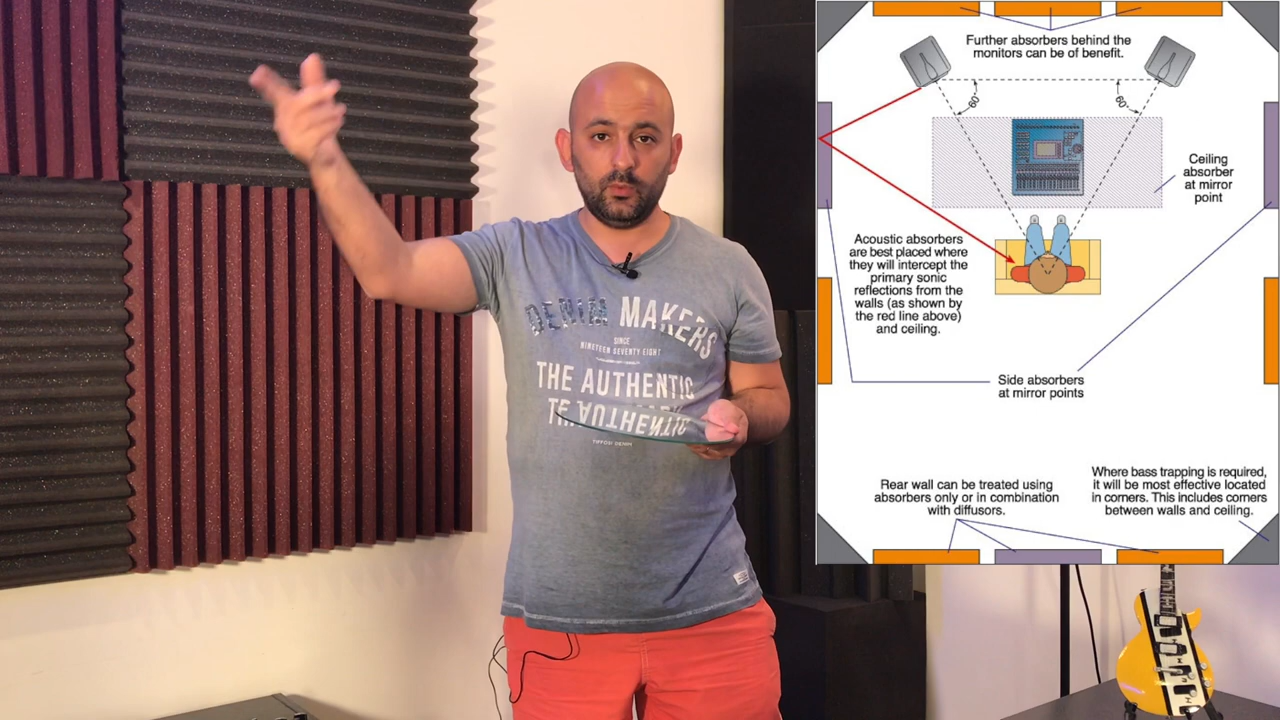 DENIM MAKERS
SINCE
NINETEEN SEVENTY EIGHT
THE AUTHENTIC
TIFFOSI DENIM
Further absorbers behind the
monitors can be of benefit.
60
60
Ceiling
absorber
at mirror
point
Acoustic absorbers
are best placed where
they will intercept the
primary sonic
reflections from the
walls (as shown by
the red line above)
and ceiling.
Side absorbers
at mirror points
Rear wall can be treated using
absorbers only or in combination
with diffusors.
Where bass trapping is required,
it will be most effective located
in corners. This includes corners
between walls and ceiling.